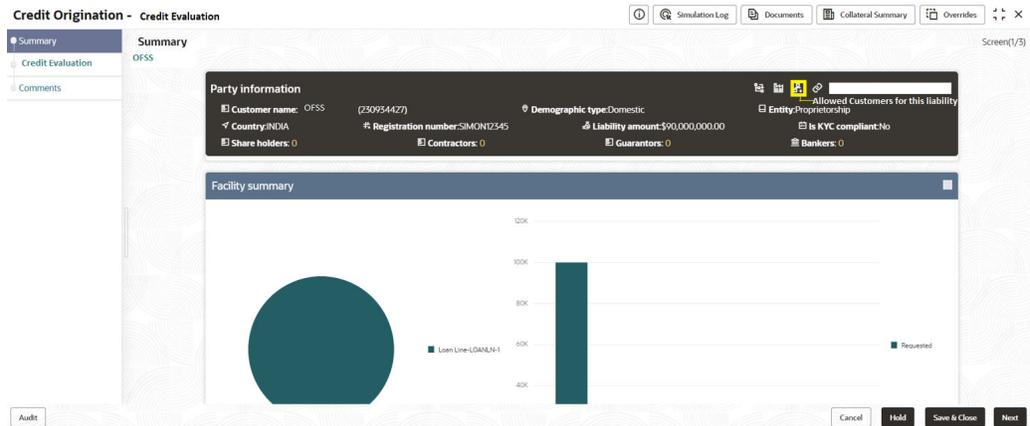 Credit Origination - Credit Evaluation
Simulation Log
Documents
Collateral Summary
Overrides
Summary
Credit Evaluation
Comments
Summary
Screen(1/3)
OFSS
Party information
Allowed Customers for this liability
Customer name: OFSS (230934427)
Demographic type:Domestic
Entity:Proprietorship
Country:INDIA
Registration number:SIMON12345
Liability amount:$90,000,000.00
Is KYC compliant:No
Share holders: 0
Contractors: 0
Guarantors: 0
Bankers: 0
Facility summary
120K
100K
80K
60K
40K
Loan Line-LOANLN-1
Requested
Audit
Cancel
Hold
Save & Close
Next